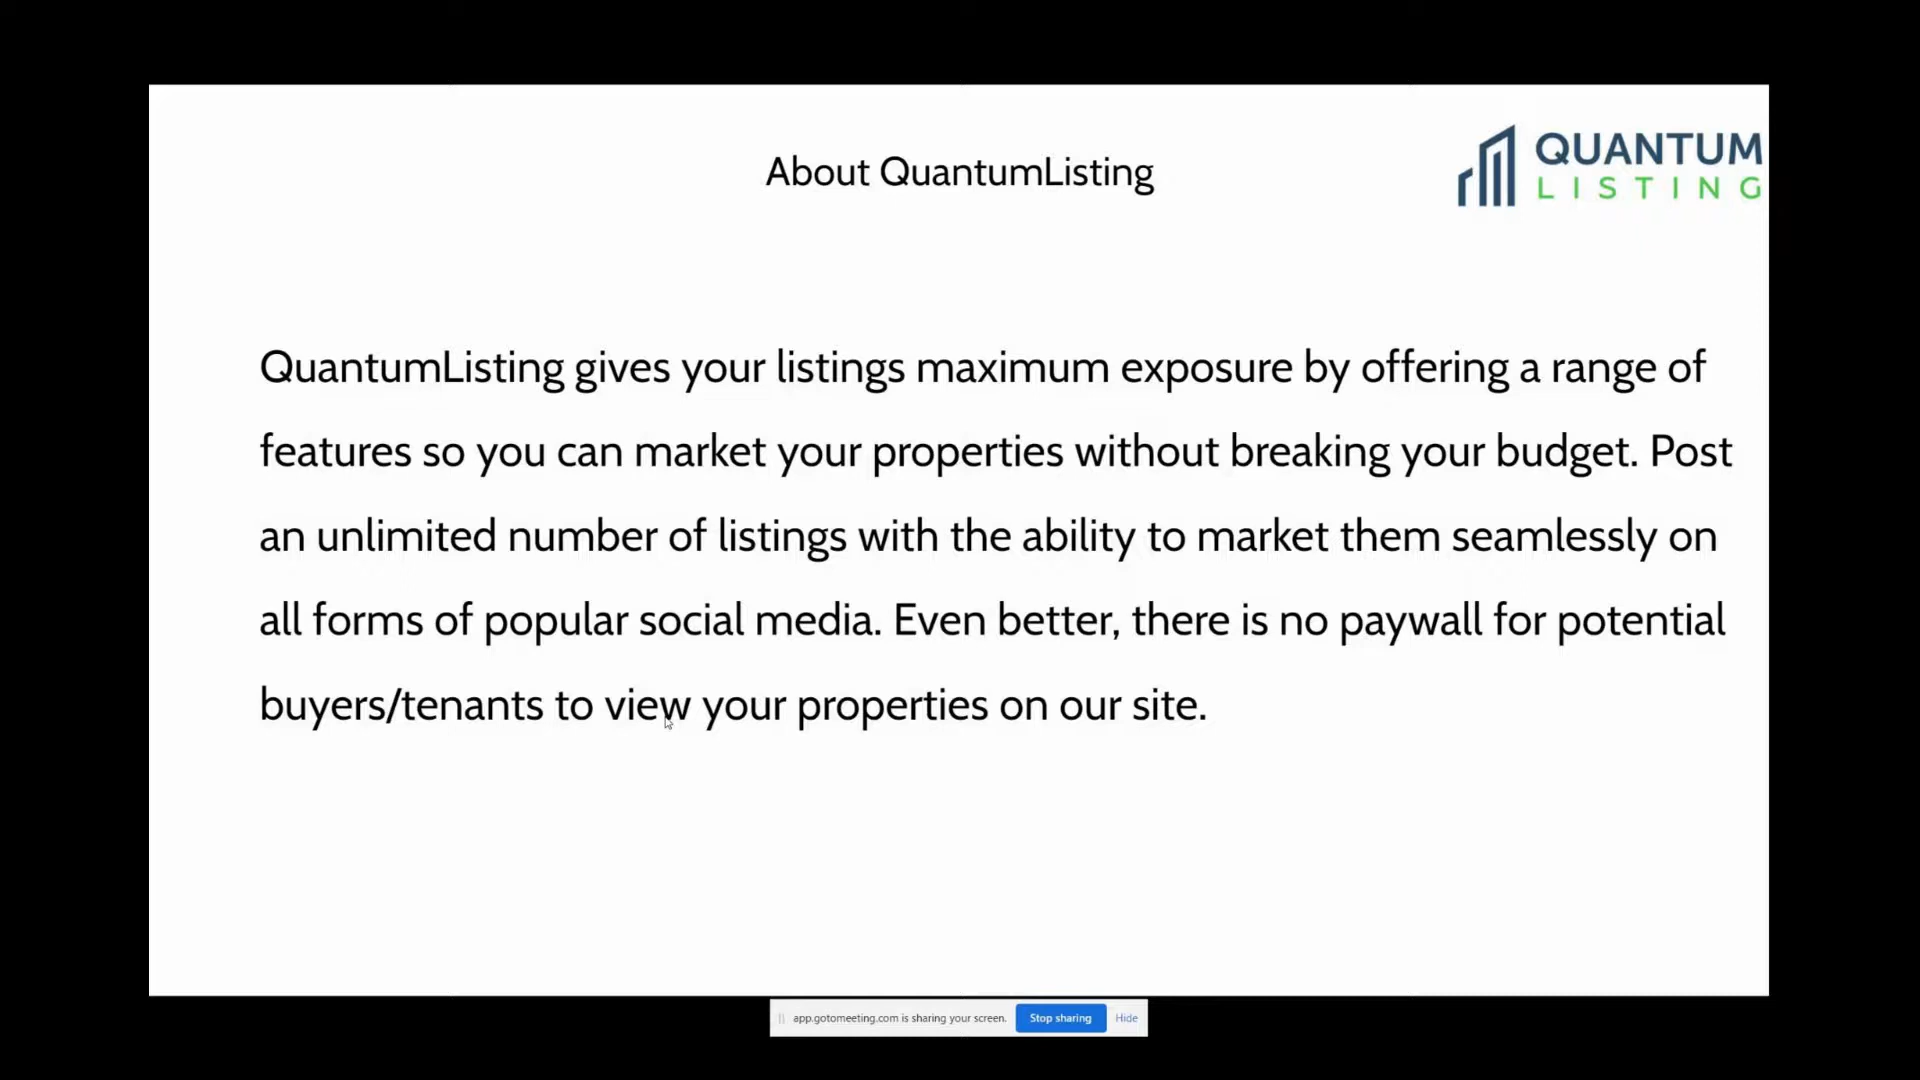 About QuantumListing
QUANTUM
LISTING
QuantumListing gives your listings maximum exposure by offering a range of
features so you can market your properties without breaking your budget. Post
an unlimited number of listings with the ability to market them seamlessly on
all forms of popular social media. Even better, there is no paywall for potential
buyers/tenants to view your properties on our site.
app.gotomeeting.com is sharing your screen. Stop sharing Hide